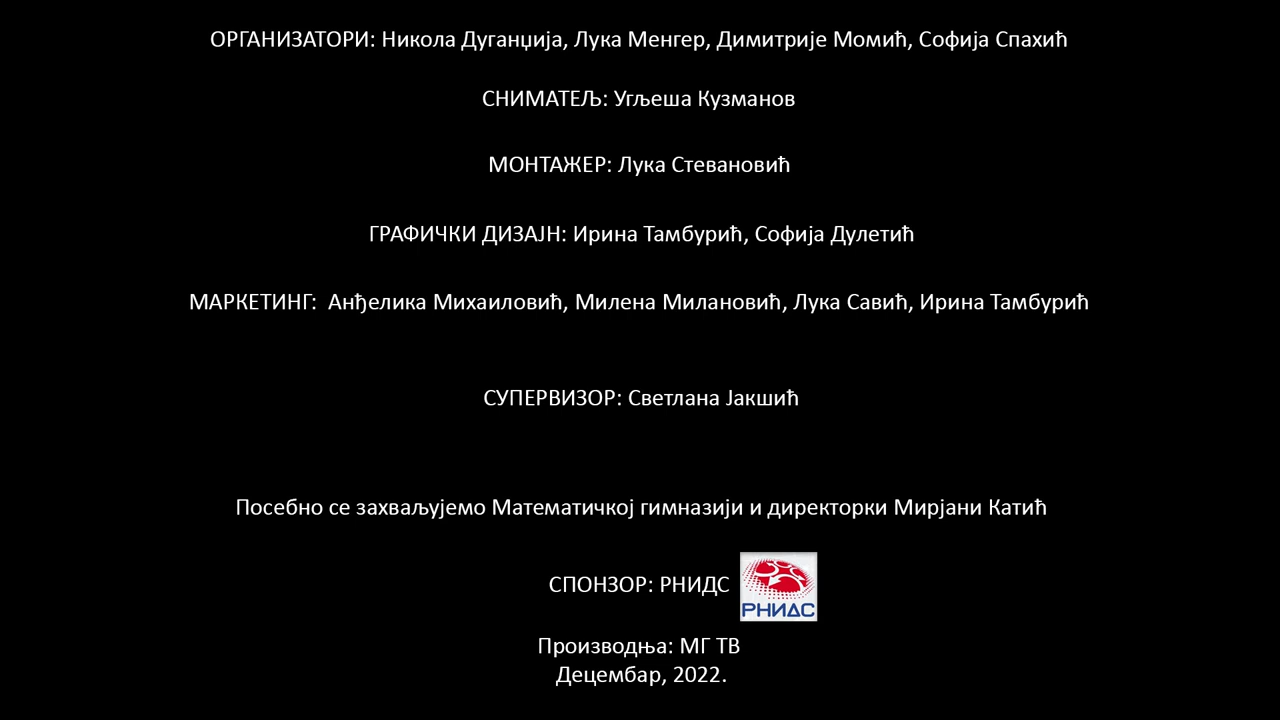 ОРГАНИЗАТОРИ: Никола Дуганџија, Лука Менгер, Димитрије Момић, Софија Спахић
СНИМАТЕЉ: Угљеша Кузманов
МОНТАЖЕР: Лука Стевановић
ГРАФИЧКИ ДИЗАЈН: Ирина Тамбурић, Софија Дулетић
МАРКЕТИНГ: Анђелика Михаиловић, Милена Милановић, Лука Савић, Ирина Тамбурић
СУПЕРВИЗОР: Светлана Јакшић
Посебно се захваљујемо Математичкој гимназији и директорки Мирјани Катић
СПОНЗОР: РНИДС
РНИДС
Производња: МГ ТВ
Децембар, 2022.